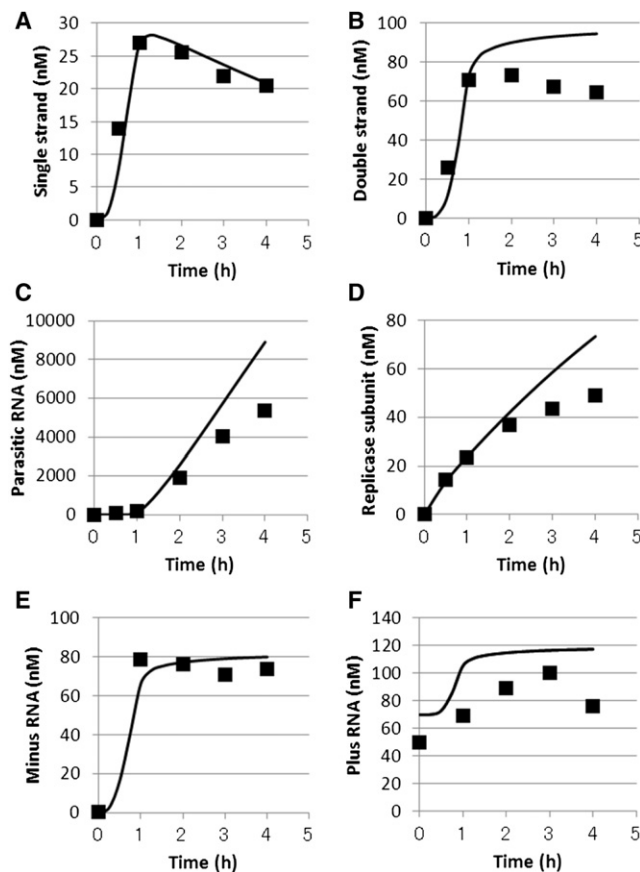 A
B
Single strand (nM)
30
25
20
15
10
5
0
0 1 2 3 4 5
Time (h)
Double strand (nM)
100
80
60
40
20
0
0 1 2 3 4 5
Time (h)
C
D
Parasitic RNA (nM)
10000
8000
6000
4000
2000
0
0 1 2 3 4 5
Time (h)
Replicase subunit (nM)
80
60
40
20
0
0 1 2 3 4 5
Time (h)
E
F
Minus RNA (nM)
100
80
60
40
20
0
0 1 2 3 4 5
Time (h)
Plus RNA (nM)
140
120
100
80
60
40
20
0
0 1 2 3 4 5
Time (h)